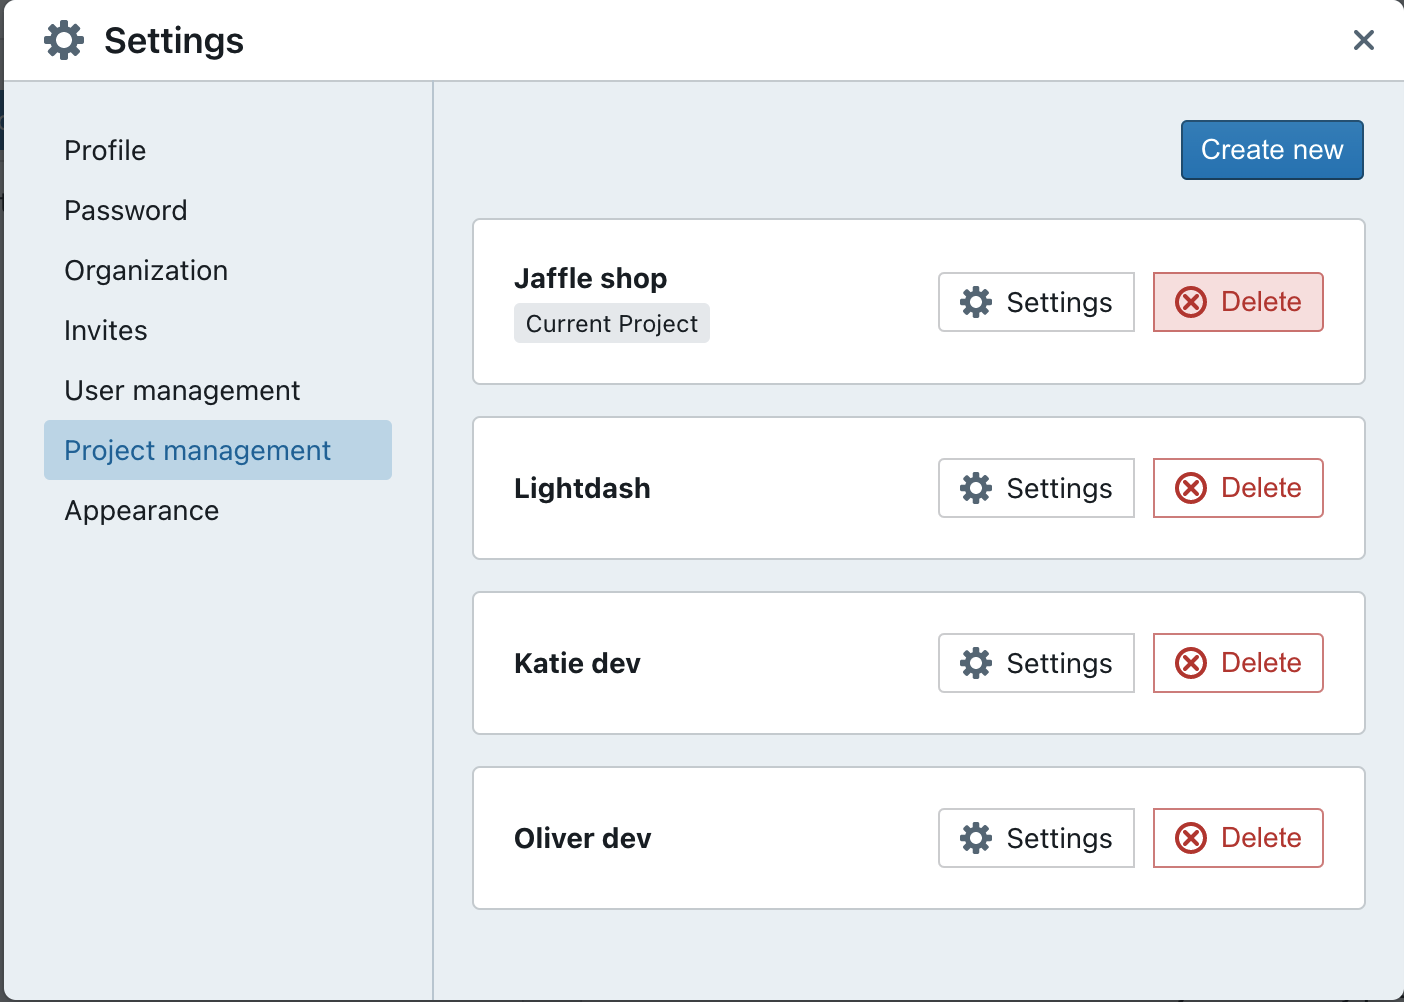 Settings
Profile
Password
Organization
Invites
User management
Project management
Appearance
Create new
Jaffle shop
Current Project
Settings
Delete
Lightdash
Settings
Delete
Katie dev
Settings
Delete
Oliver dev
Settings
Delete